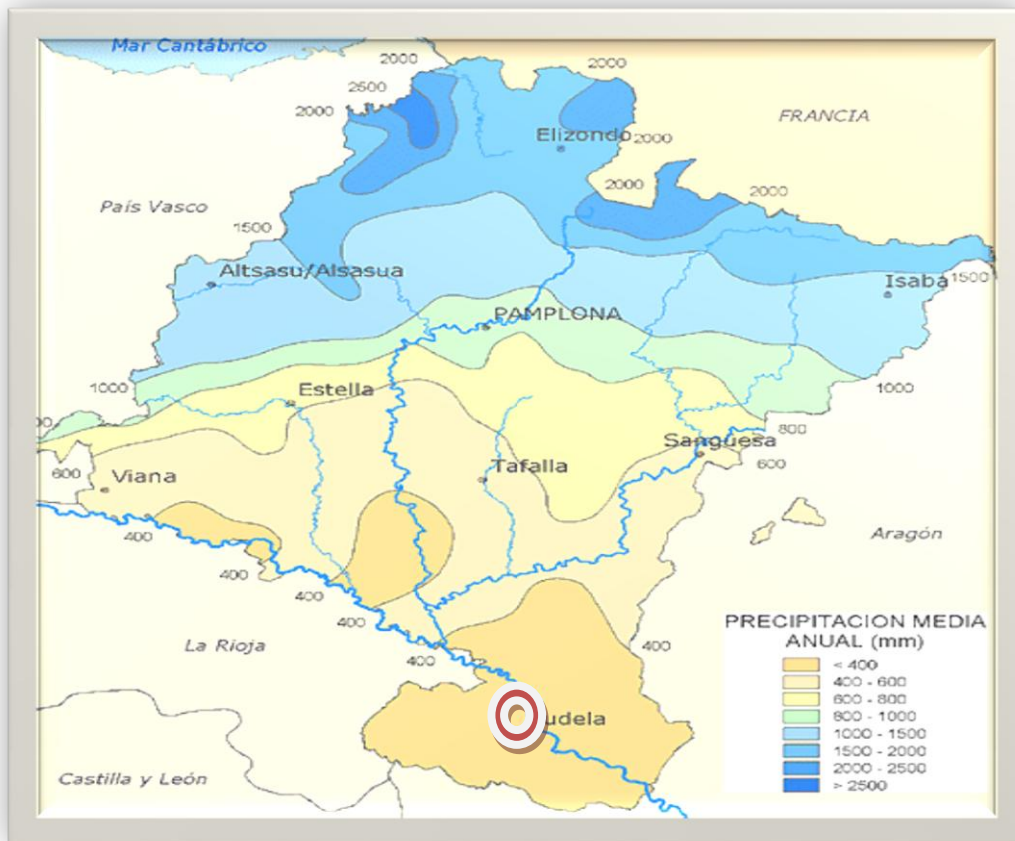 Mar Cantábrico
2000
2500
2000
2000
FRANCIA
Elizondo
2000
2000
2000
País Vasco
1500
Altsasu/Alsasua
Isaba
1500
PAMPLONA
1000
Estella
1000
800
Sangüesa
600
600
Viana
Tafalla
400
Aragón
400
400
400
400
400
La Rioja
udela
Castilla y León
PRECIPITACION MEDIA
ANUAL (mm)
< 400
400 - 600
600 - 800
800 - 1000
1000 - 1500
1500 - 2000
2000 - 2500
> 2500